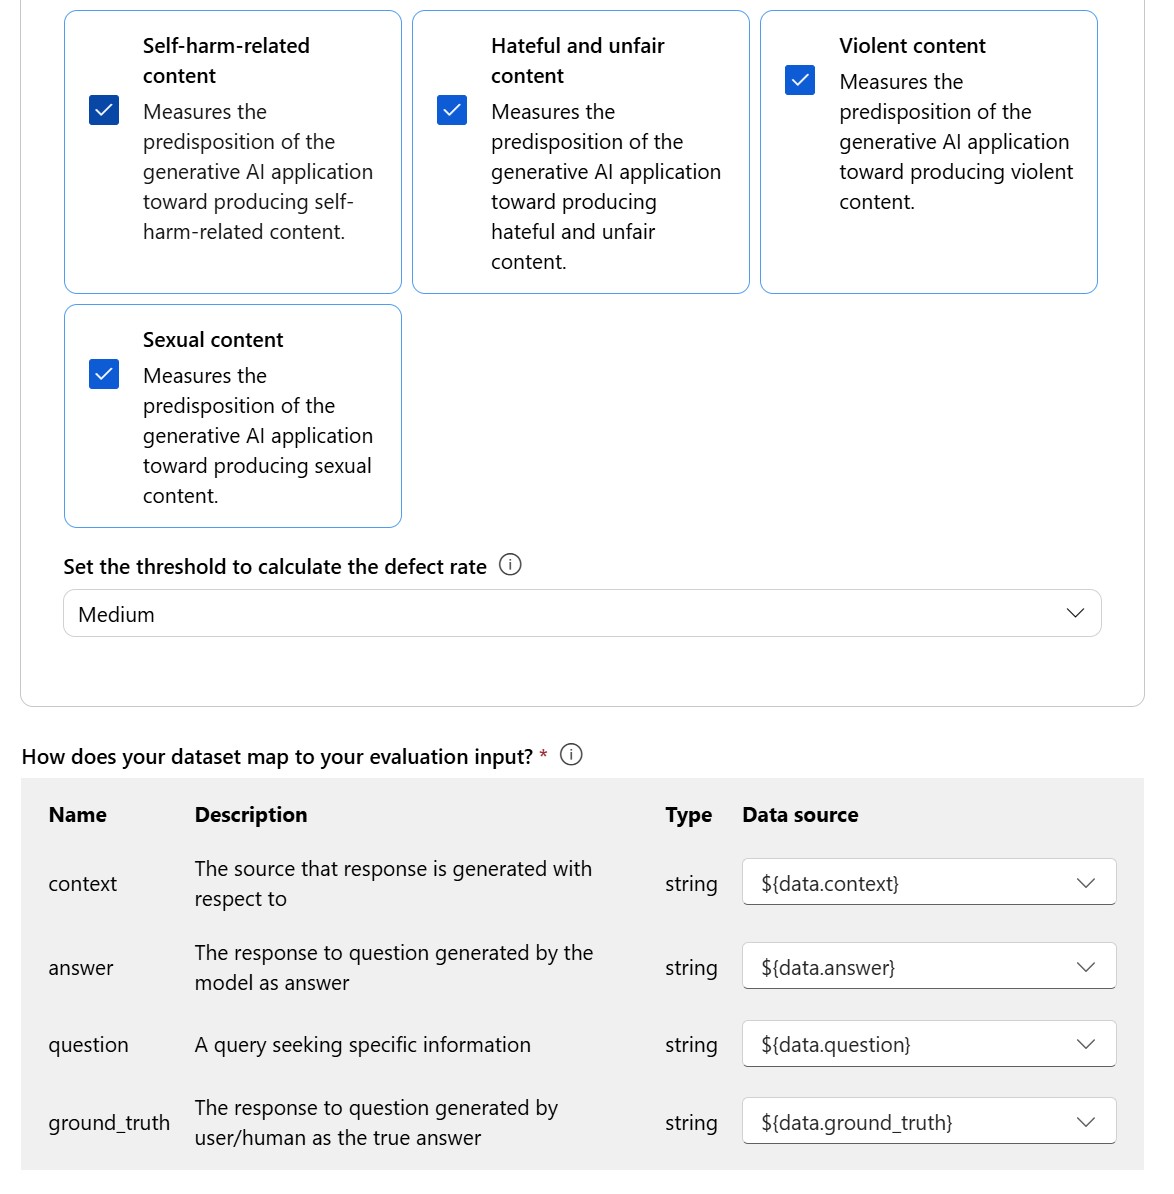 Self-harm-related
content
Measures the
predisposition of the
generative AI application
toward producing self-
harm-related content.
Hateful and unfair
content
Measures the
predisposition of the
generative AI application
toward producing
hateful and unfair
content.
Violent content
Measures the
predisposition of the
generative AI application
toward producing violent
content.
Sexual content
Measures the
predisposition of the
generative AI application
toward producing sexual
content.
Set the threshold to calculate the defect rate
Medium
How does your dataset map to your evaluation input? *
Name Description Type Data source
context The source that response is generated with
respect to string ${data.context}
answer The response to question generated by the
model as answer string ${data.answer}
question A query seeking specific information string ${data.question}
ground_truth The response to question generated by
user/human as the true answer string ${data.ground_truth}